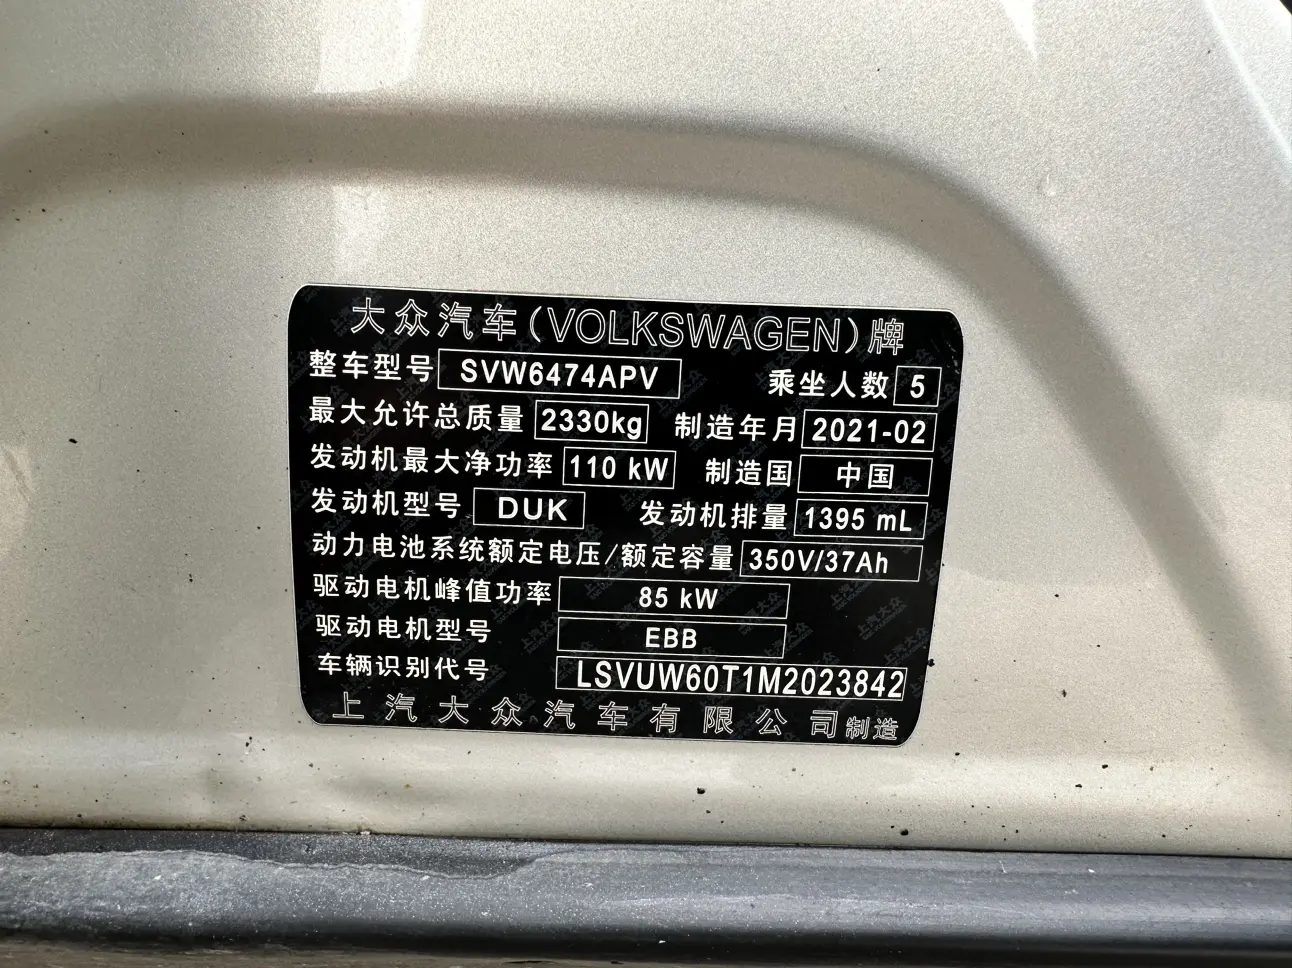 大众汽车(VOLKSWAGEN)牌
整车型号 SVW6474APV 乘坐人数 5
最大允许总质量 2330kg 制造年月 2021-02
发动机最大净功率 110 kW 制造国 中国
发动机型号 DUK 发动机排量 1395 mL
动力电池系统额定电压/额定容量 350V/37Ah
驱动电机峰值功率 85 kW
驱动电机型号 EBB
车辆识别代号 LSVUW60T1M2023842
上汽大众汽车有限公司制造